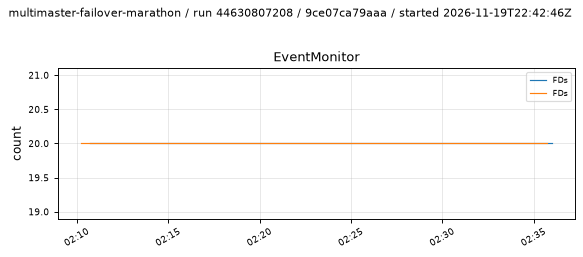 multimaster-failover-marathon / run 44630807208 / 9ce07ca79aaa / started 2026-11-19T22:42:46Z
EventMonitor
FDs
FDs
count
21.0
20.5
20.0
19.5
19.0
02:10
02:15
02:20
02:25
02:30
02:35